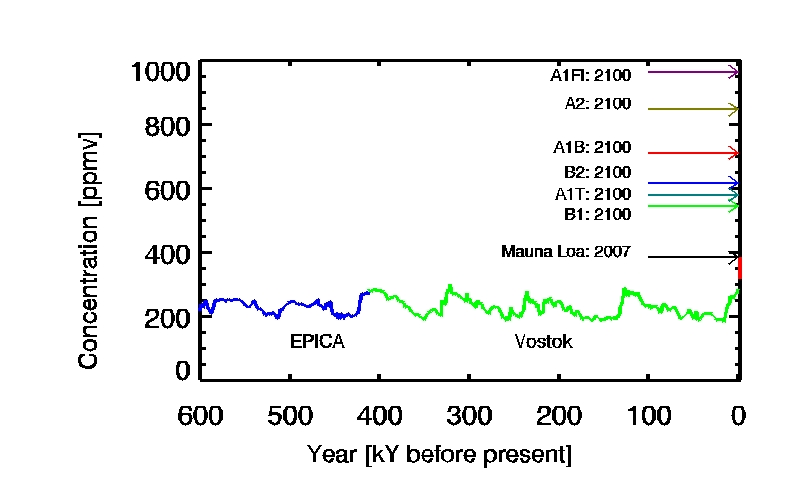 1000
800
600
400
200
0
Concentration [ppmv]
A1FI: 2100
A2: 2100
A1B: 2100
B2: 2100
A1T: 2100
B1: 2100
Mauna Loa: 2007
EPICA
Vostok
600 500 400 300 200 100 0
Year [kY before present]